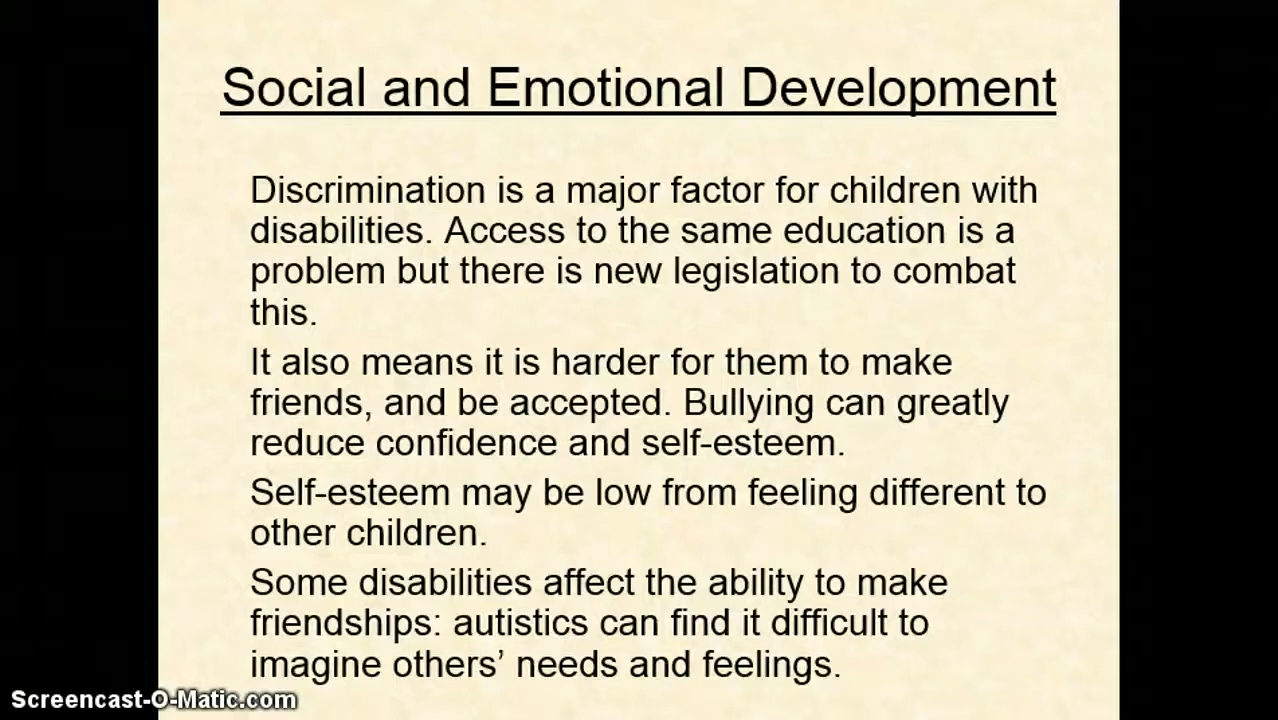 Social and Emotional Development
Discrimination is a major factor for children with
disabilities. Access to the same education is a
problem but there is new legislation to combat
this.
It also means it is harder for them to make
friends, and be accepted. Bullying can greatly
reduce confidence and self-esteem.
Self-esteem may be low from feeling different to
other children.
Some disabilities affect the ability to make
friendships: autistics can find it difficult to
imagine others’ needs and feelings.
Screencast-O-Matic.com